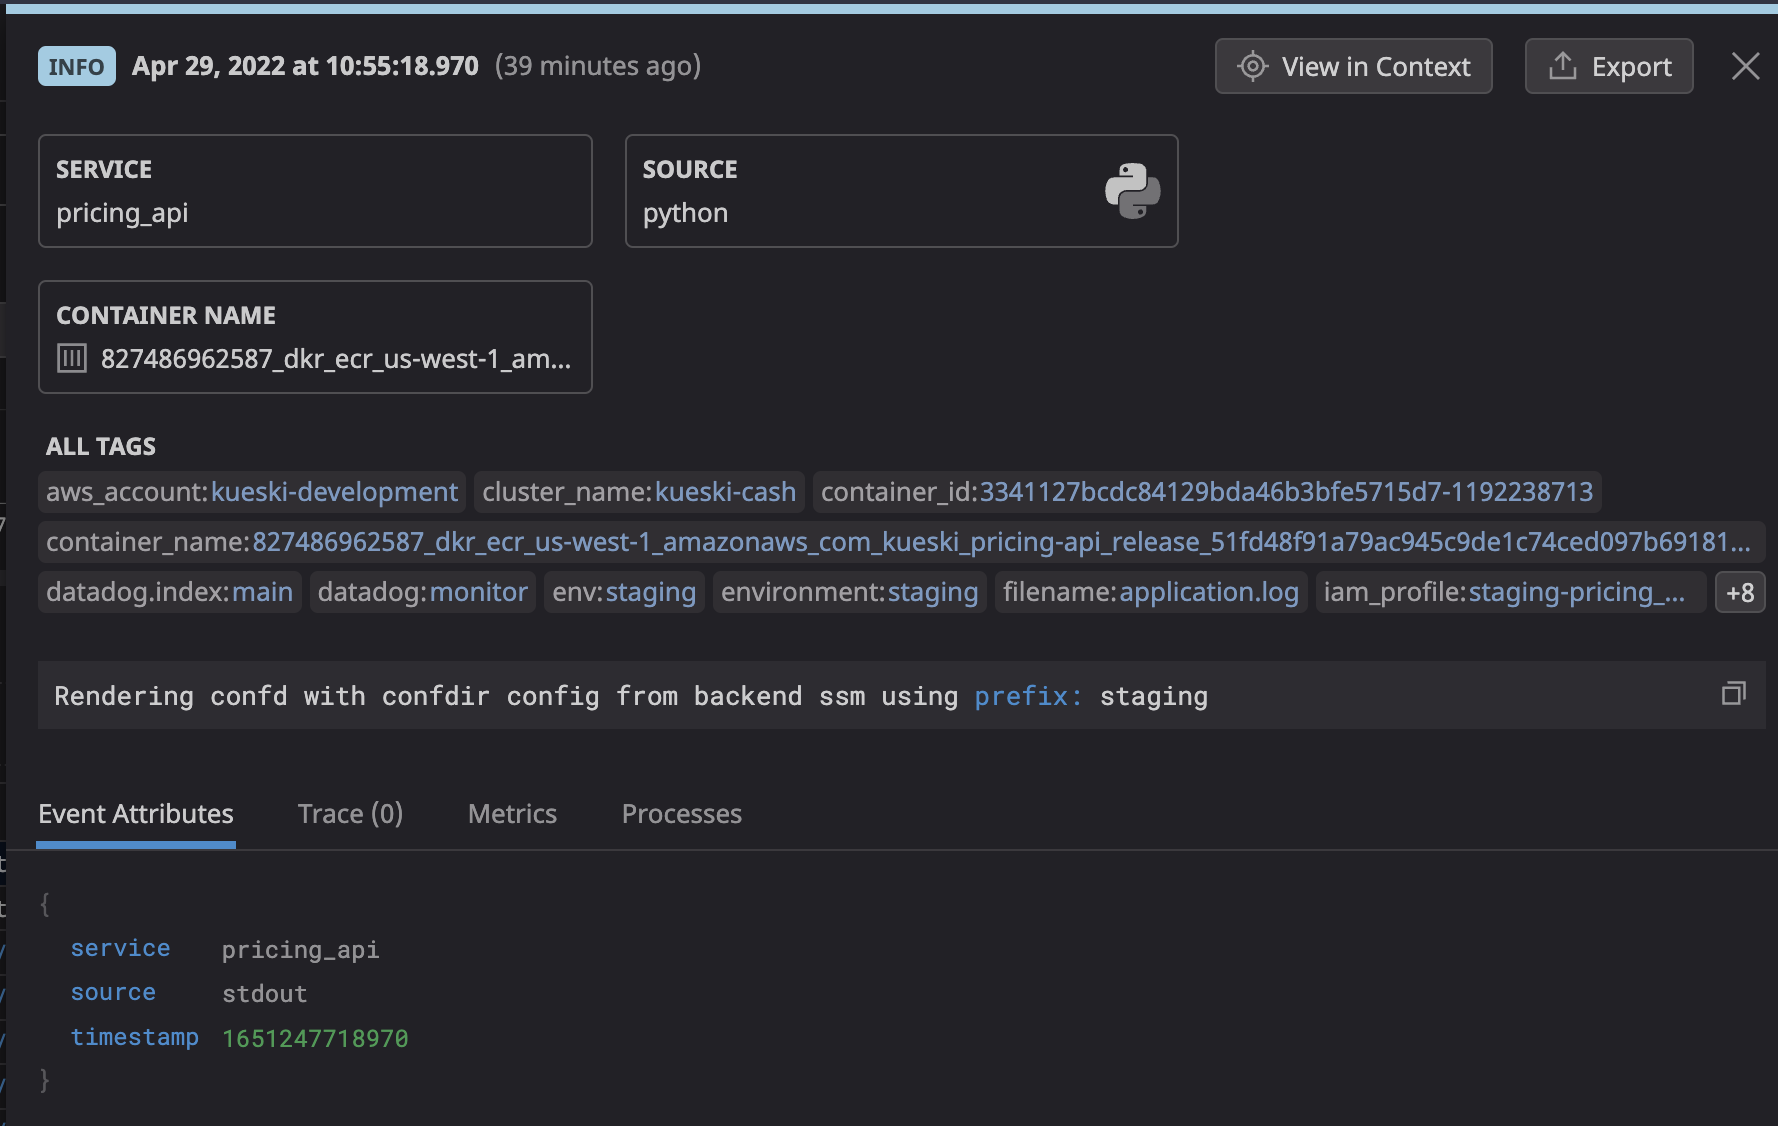 INFO Apr 29, 2022 at 10:55:18.970 (39 minutes ago) View in Context Export
SERVICE
pricing_api
SOURCE
python
CONTAINER NAME
827486962587_dkr_ecr_us-west-1_am...
ALL TAGS
aws_account:kueski-development cluster_name:kueski-cash container_id:3341127bcdc84129bda46b3bfe5715d7-1192238713
container_name:827486962587_dkr_ecr_us-west-1_amazonaws_com_kueski_pricing-api_release_51fd48f91a79ac945c9de1c74ced097b69181...
datadog.index:main datadog:monitor env:staging environment:staging filename:application.log iam_profile:staging-pricing_... +8
Rendering confd with confdir config from backend ssm using prefix: staging
Event Attributes Trace (0) Metrics Processes
{
service pricing_api
source stdout
timestamp 1651247718970
}